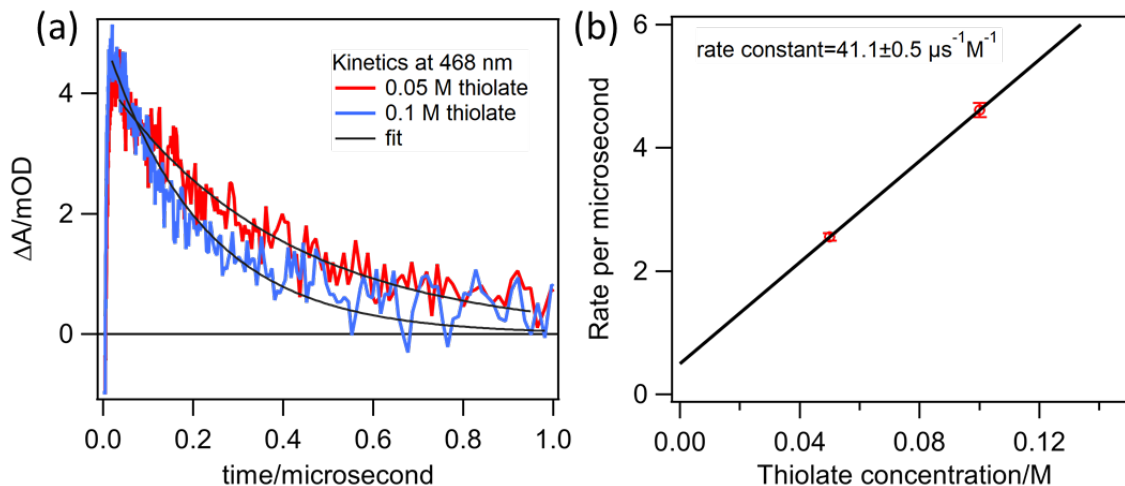 (a)
Kinetics at 468 nm
0.05 M thiolate
0.1 M thiolate
fit
ΔA/mOD
4
2
0
0.0 0.2 0.4 0.6 0.8 1.0
time/microsecond
(b)
rate constant=41.1±0.5 µs⁻¹M⁻¹
Rate per microsecond
6
4
2
0
0.00 0.04 0.08 0.12
Thiolate concentration/M